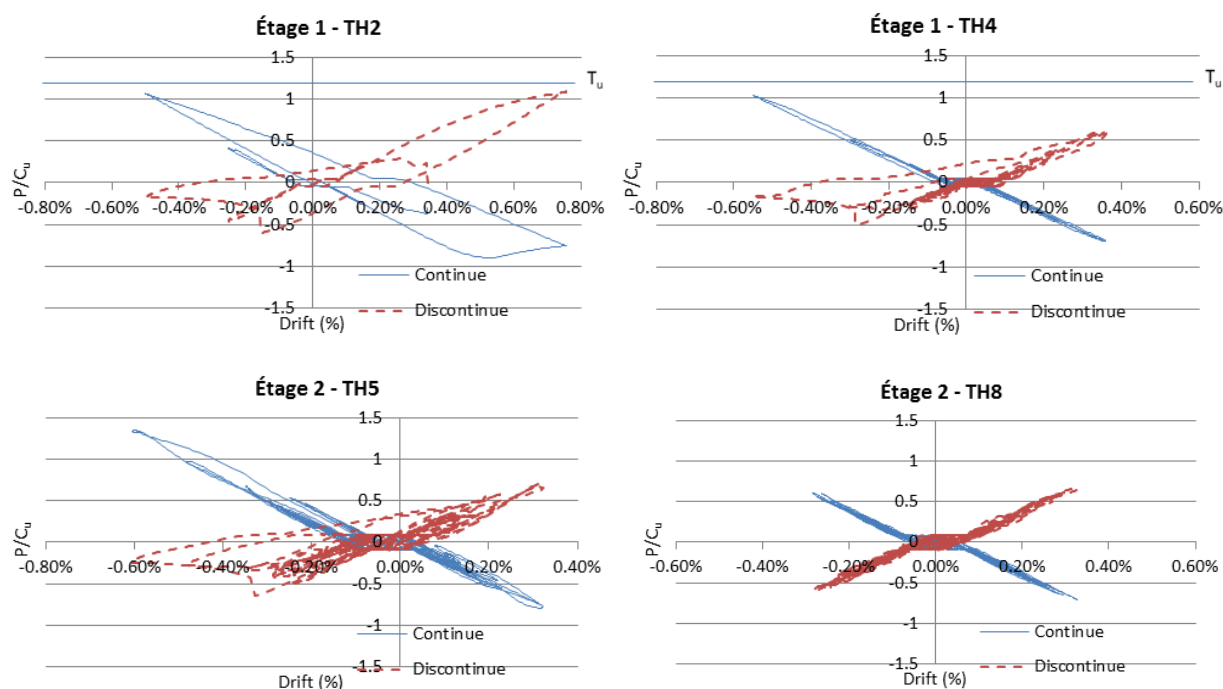 Étage 1 - TH2
1.5
Tᵤ
1
0.5
P/Cᵤ
0
-0.80% -0.60% -0.40% -0.20% 0.00% 0.20% 0.40% 0.60% 0.80%
-0.5
-1
Continue
-1.5
Discontinue
Drift (%)
Étage 1 - TH4
1.5
Tᵤ
1
0.5
P/Cᵤ
0
-0.80% -0.60% -0.40% -0.20% 0.00% 0.20% 0.40% 0.60%
-0.5
-1
Continue
-1.5
Discontinue
Drift (%)
Étage 2 - TH5
1.5
1
0.5
P/Cᵤ
0
-0.80% -0.60% -0.40% -0.20% 0.00% 0.20% 0.40%
-0.5
-1
Continue
-1.5
Discontinue
Drift (%)
Étage 2 - TH8
1.5
1
0.5
P/Cᵤ
0
-0.60% -0.40% -0.20% 0.00% 0.20% 0.40% 0.60%
-0.5
-1
Continue
-1.5
Discontinue
Drift (%)